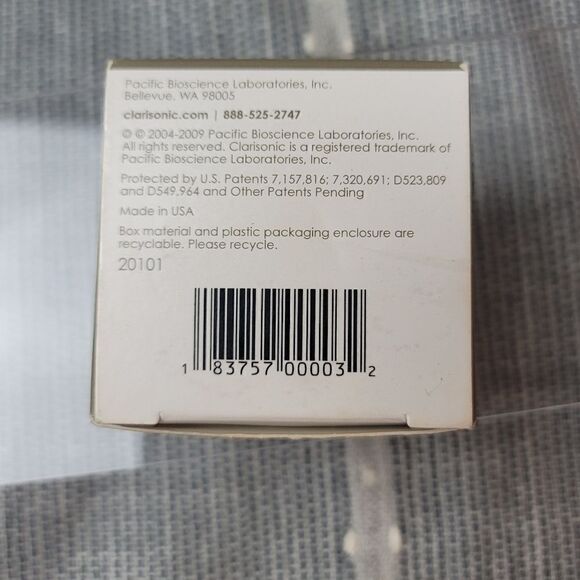 Pacific Bioscience Laboratories, Inc.
Bellevue, WA 98005
clarisonic.com | 888-525-2747
© ℗ 2004-2009 Pacific Bioscience Laboratories, Inc.
All rights reserved. Clarisonic is a registered trademark of
Pacific Bioscience Laboratories, Inc.
Protected by U.S. Patents 7,157,816; 7,320,691; D523,809
and D549,964 and Other Patents Pending
Made in USA
Box material and plastic packaging enclosure are
recyclable. Please recycle.
20101
1 83757 00003 2